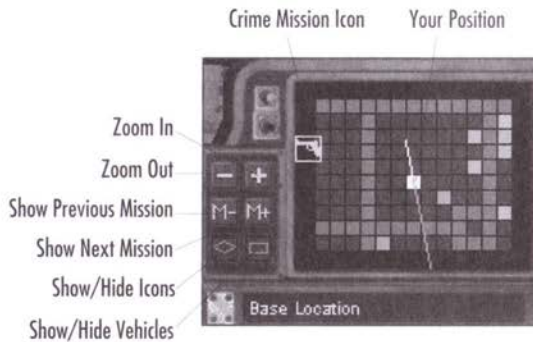 Crime Mission Icon
Your Position
Zoom In
Zoom Out
Show Previous Mission
Show Next Mission
Show/Hide Icons
Show/Hide Vehicles
M- M+
Base Location